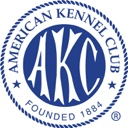 AMERICAN KENNEL CLUB
AKC
FOUNDED 1884
®